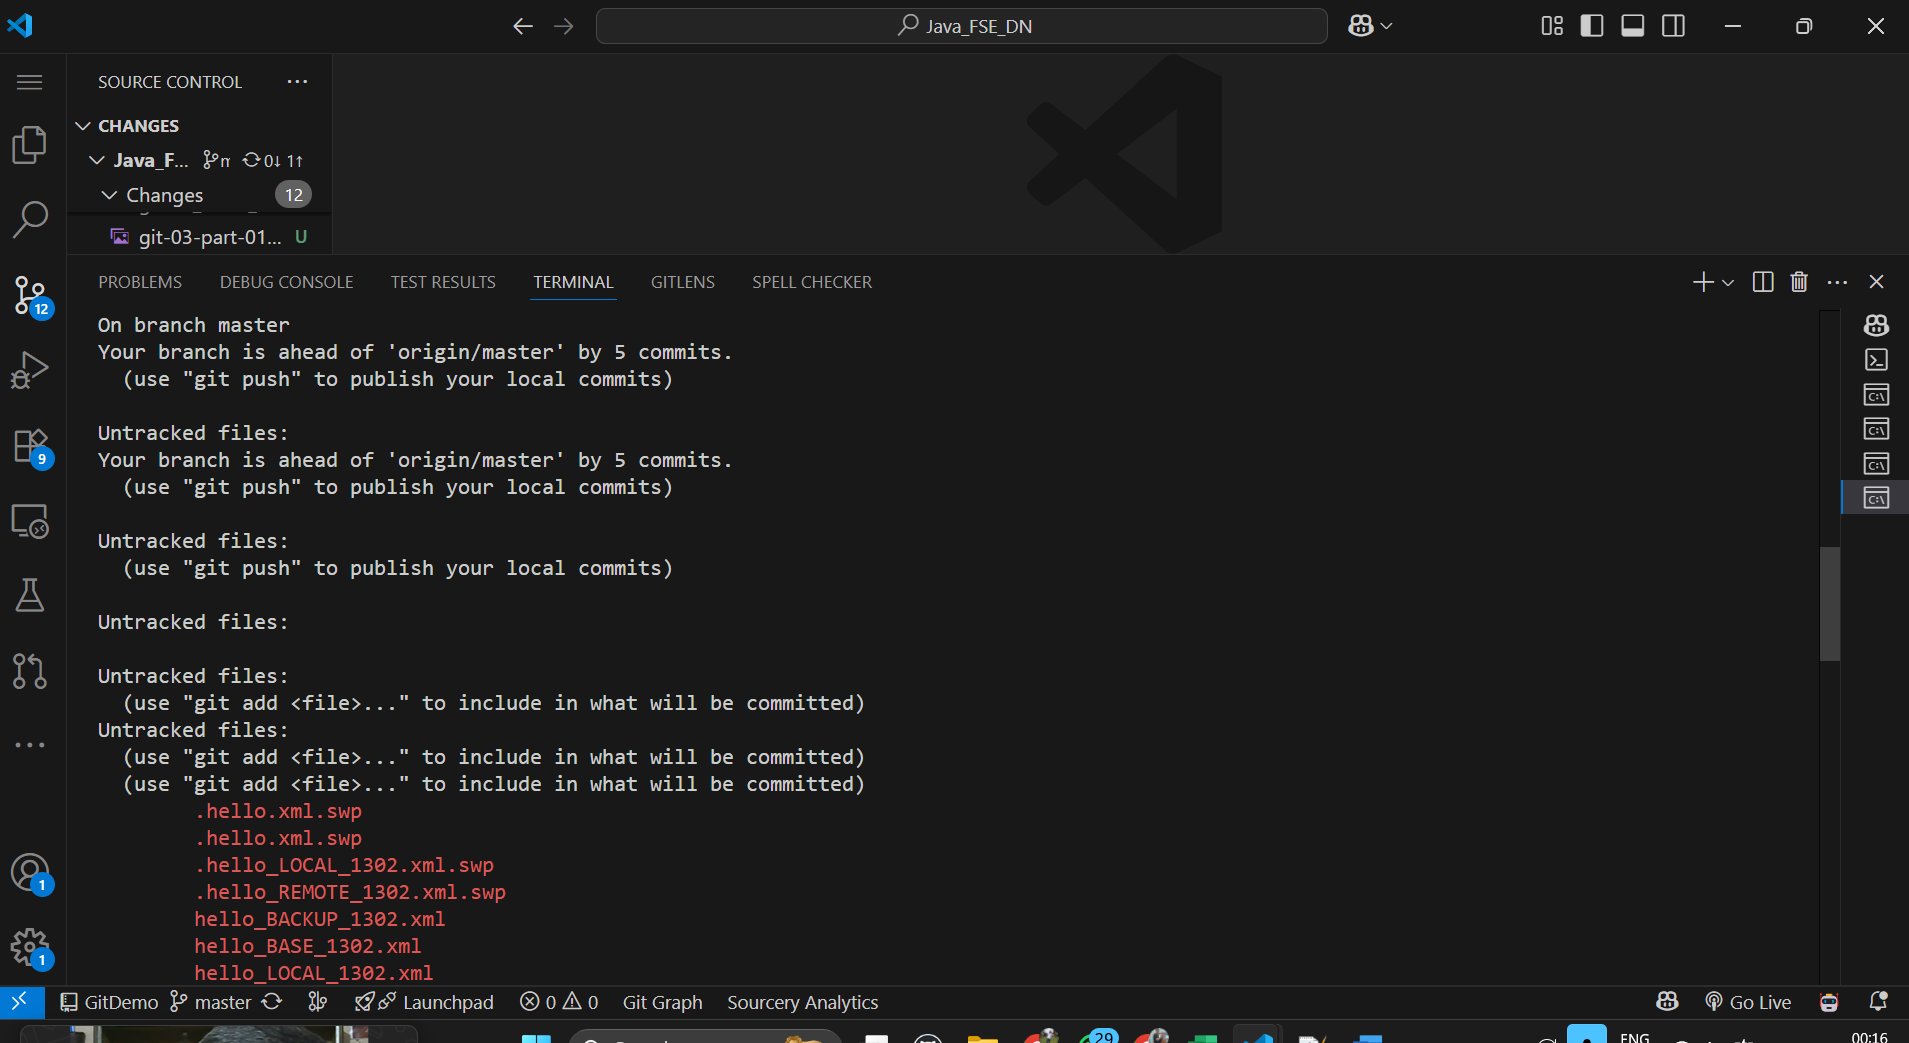 Java_FSE_DN
SOURCE CONTROL
CHANGES
Java_F... 0↓ 1↑
Changes 12
git-03-part-01... U
12
9
1
1
PROBLEMS DEBUG CONSOLE TEST RESULTS TERMINAL GITLENS SPELL CHECKER
On branch master
Your branch is ahead of 'origin/master' by 5 commits.
(use "git push" to publish your local commits)
Untracked files:
Your branch is ahead of 'origin/master' by 5 commits.
(use "git push" to publish your local commits)
Untracked files:
(use "git push" to publish your local commits)
Untracked files:
Untracked files:
(use "git add <file>..." to include in what will be committed)
Untracked files:
(use "git add <file>..." to include in what will be committed)
(use "git add <file>..." to include in what will be committed)
.hello.xml.swp
.hello.xml.swp
.hello_LOCAL_1302.xml.swp
.hello_REMOTE_1302.xml.swp
hello_BACKUP_1302.xml
hello_BASE_1302.xml
hello_LOCAL_1302.xml
GitDemo master Launchpad 0 0 Git Graph Sourcery Analytics Go Live
29 ENG 00:16